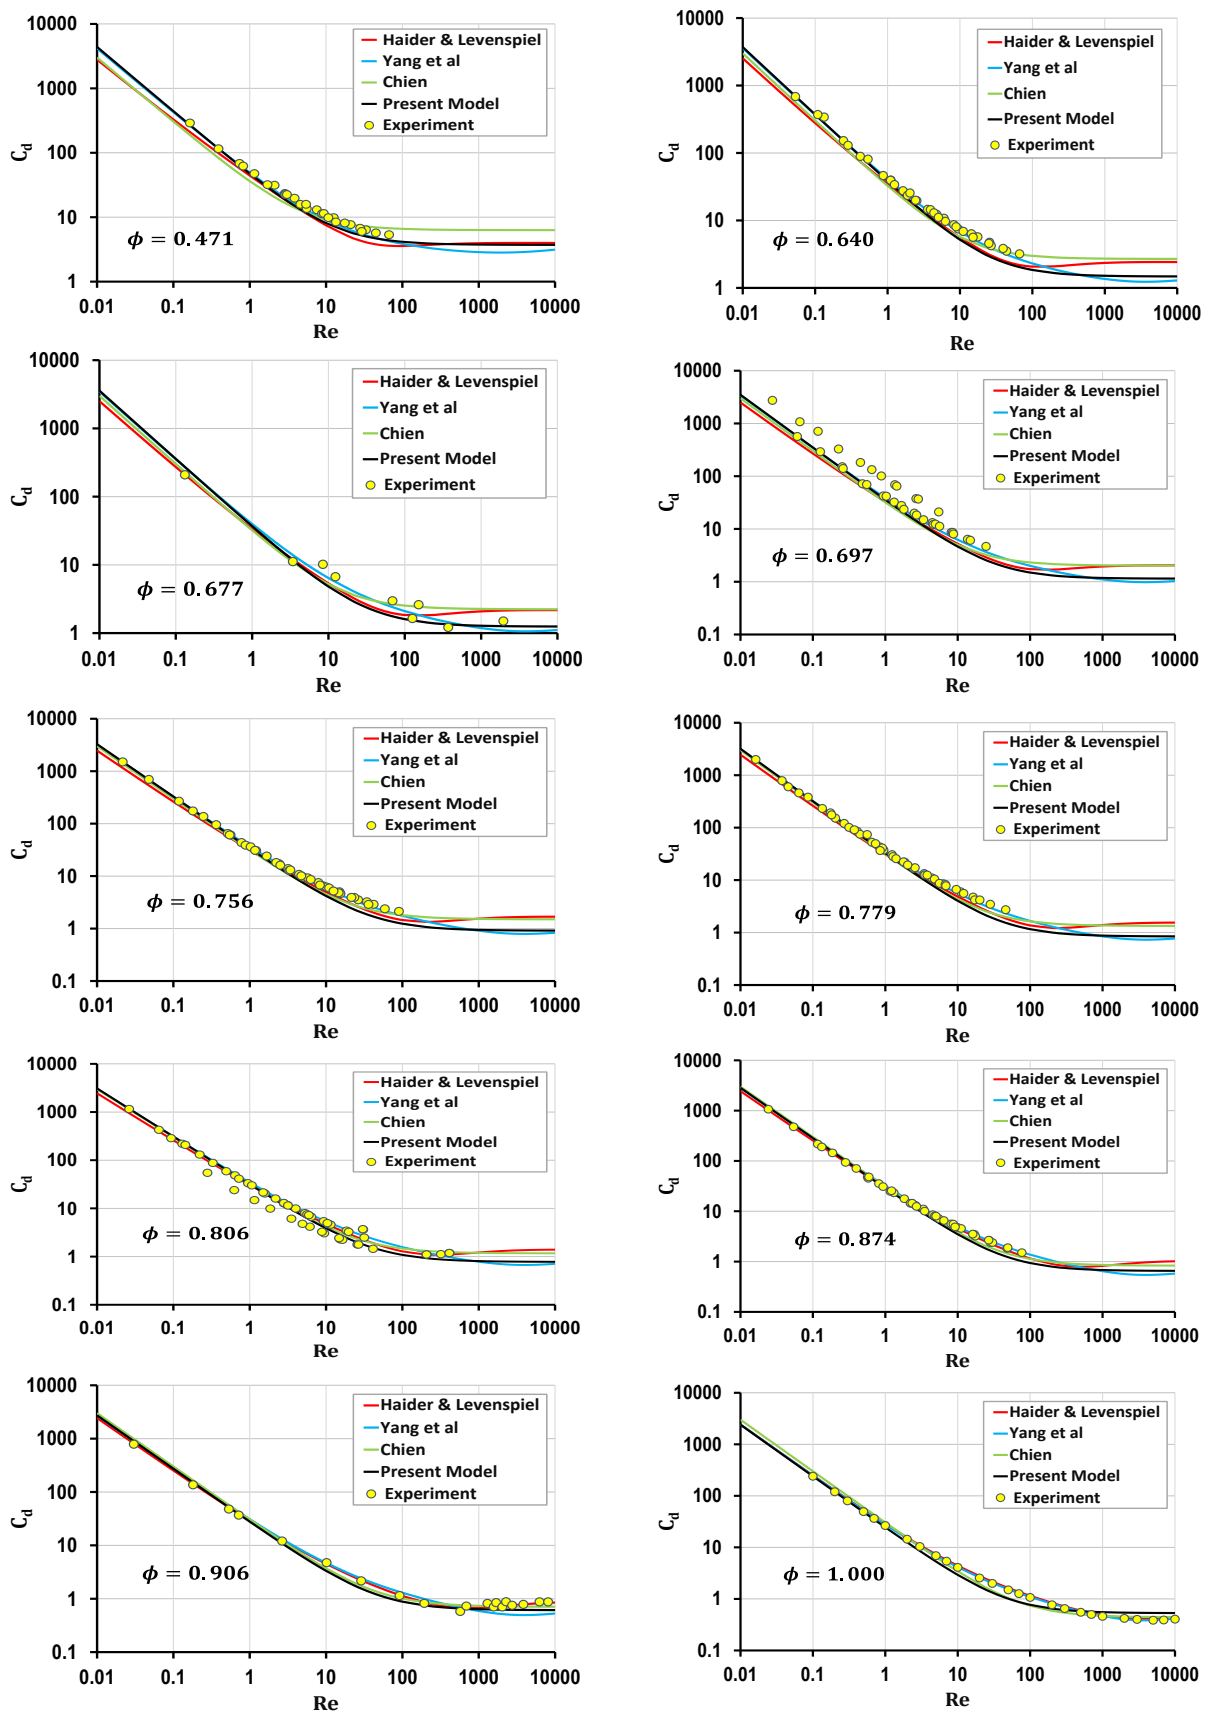 10000
1000
100
10
1
C_d
Haider & Levenspiel
Yang et al
Chien
Present Model
Experiment
ϕ = 0.471
0.01 0.1 1 10 100 1000 10000
Re
10000
1000
100
10
1
C_d
Haider & Levenspiel
Yang et al
Chien
Present Model
Experiment
ϕ = 0.640
0.01 0.1 1 10 100 1000 10000
Re
10000
1000
100
10
1
C_d
Haider & Levenspiel
Yang et al
Chien
Present Model
Experiment
ϕ = 0.677
0.01 0.1 1 10 100 1000 10000
Re
10000
1000
100
10
1
0.1
C_d
Haider & Levenspiel
Yang et al
Chien
Present Model
Experiment
ϕ = 0.697
0.01 0.1 1 10 100 1000 10000
Re
10000
1000
100
10
1
0.1
C_d
Haider & Levenspiel
Yang et al
Chien
Present Model
Experiment
ϕ = 0.756
0.01 0.1 1 10 100 1000 10000
Re
10000
1000
100
10
1
0.1
C_d
Haider & Levenspiel
Yang et al
Chien
Present Model
Experiment
ϕ = 0.779
0.01 0.1 1 10 100 1000 10000
Re
10000
1000
100
10
1
0.1
C_d
Haider & Levenspiel
Yang et al
Chien
Present Model
Experiment
ϕ = 0.806
0.01 0.1 1 10 100 1000 10000
Re
10000
1000
100
10
1
0.1
C_d
Haider & Levenspiel
Yang et al
Chien
Present Model
Experiment
ϕ = 0.874
0.01 0.1 1 10 100 1000 10000
Re
10000
1000
100
10
1
0.1
C_d
Haider & Levenspiel
Yang et al
Chien
Present Model
Experiment
ϕ = 0.906
0.01 0.1 1 10 100 1000 10000
Re
10000
1000
100
10
1
0.1
C_d
Haider & Levenspiel
Yang et al
Chien
Present Model
Experiment
ϕ = 1.000
0.01 0.1 1 10 100 1000 10000
Re